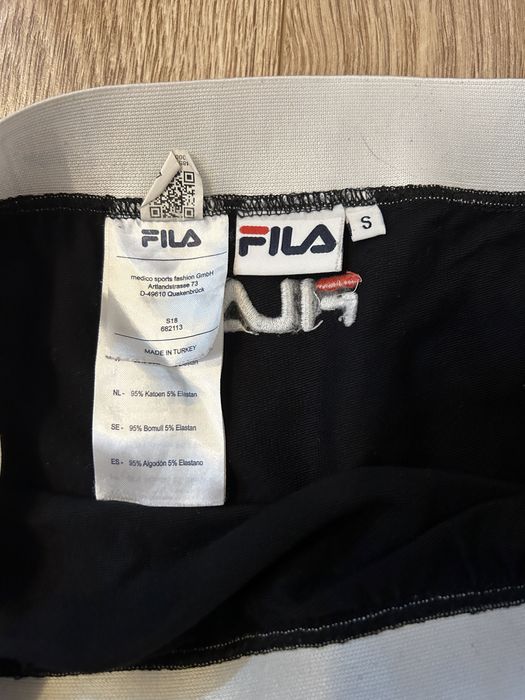 FILA
medico sports fashion GmbH
Artlandstrasse 73
D-49610 Quakenbrück
S18
682113
MADE IN TURKEY
NL- 95% Katoen 5% Elastan
SE - 95% Bomull 5% Elastan
ES - 95% Algodón 5% Elastano
FILA
S
FILA